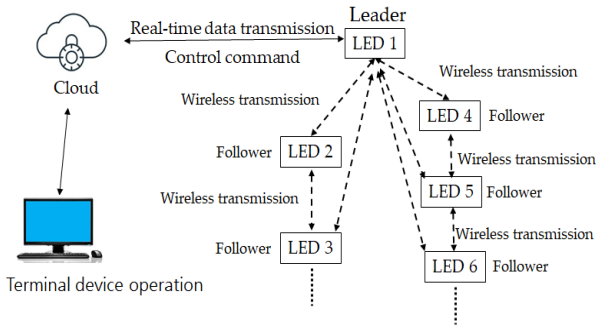 Leader
Real-time data transmission
LED 1
Control command
Cloud
Wireless transmission
Wireless transmission
LED 4
Follower
Follower
LED 2
Wireless transmission
Wireless transmission
LED 5
Follower
Wireless transmission
Follower
LED 3
LED 6
Follower
Terminal device operation